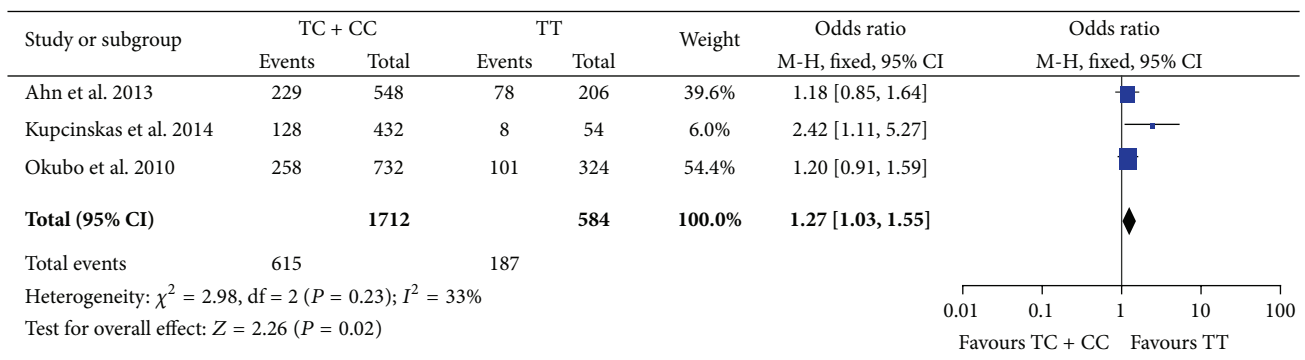 Study or subgroup TC + CC TT Weight Odds ratio Odds ratio
Events Total Events Total M-H, fixed, 95% CI M-H, fixed, 95% CI
Ahn et al. 2013 229 548 78 206 39.6% 1.18 [0.85, 1.64]
Kupcinskas et al. 2014 128 432 8 54 6.0% 2.42 [1.11, 5.27]
Okubo et al. 2010 258 732 101 324 54.4% 1.20 [0.91, 1.59]
Total (95% CI) 1712 584 100.0% 1.27 [1.03, 1.55]
Total events 615 187
Heterogeneity: χ² = 2.98, df = 2 (P = 0.23); I² = 33%
Test for overall effect: Z = 2.26 (P = 0.02)
0.01 0.1 1 10 100
Favours TC + CC Favours TT